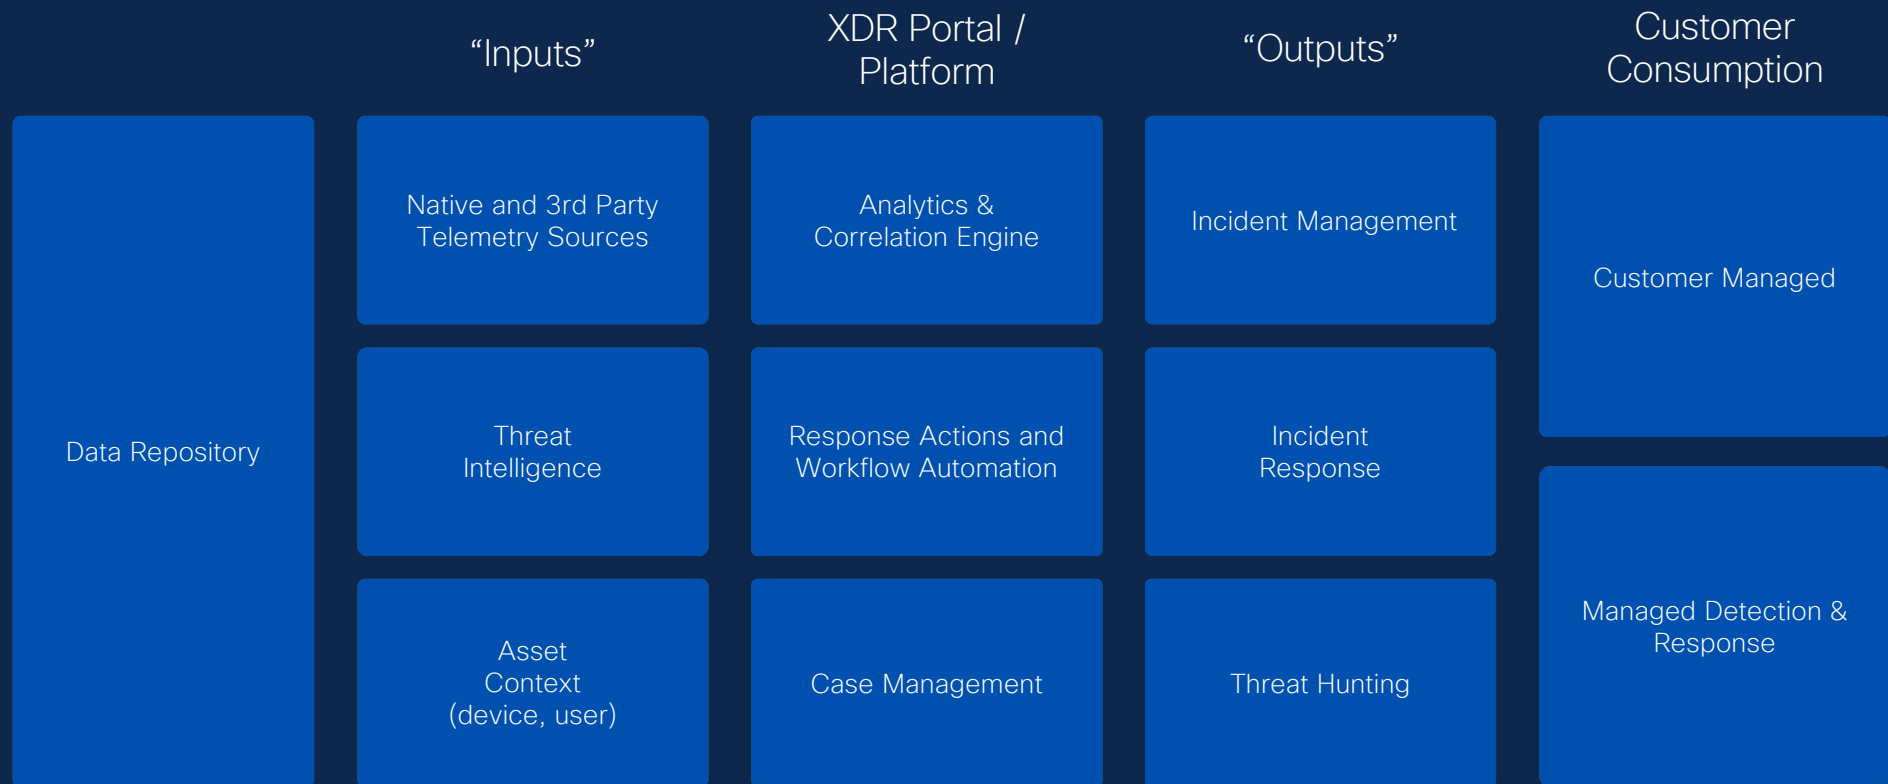 “Inputs”
XDR Portal /
Platform
“Outputs”
Customer
Consumption
Data Repository
Native and 3rd Party
Telemetry Sources
Threat
Intelligence
Asset
Context
(device, user)
Analytics &
Correlation Engine
Response Actions and
Workflow Automation
Case Management
Incident Management
Incident
Response
Threat Hunting
Customer Managed
Managed Detection &
Response